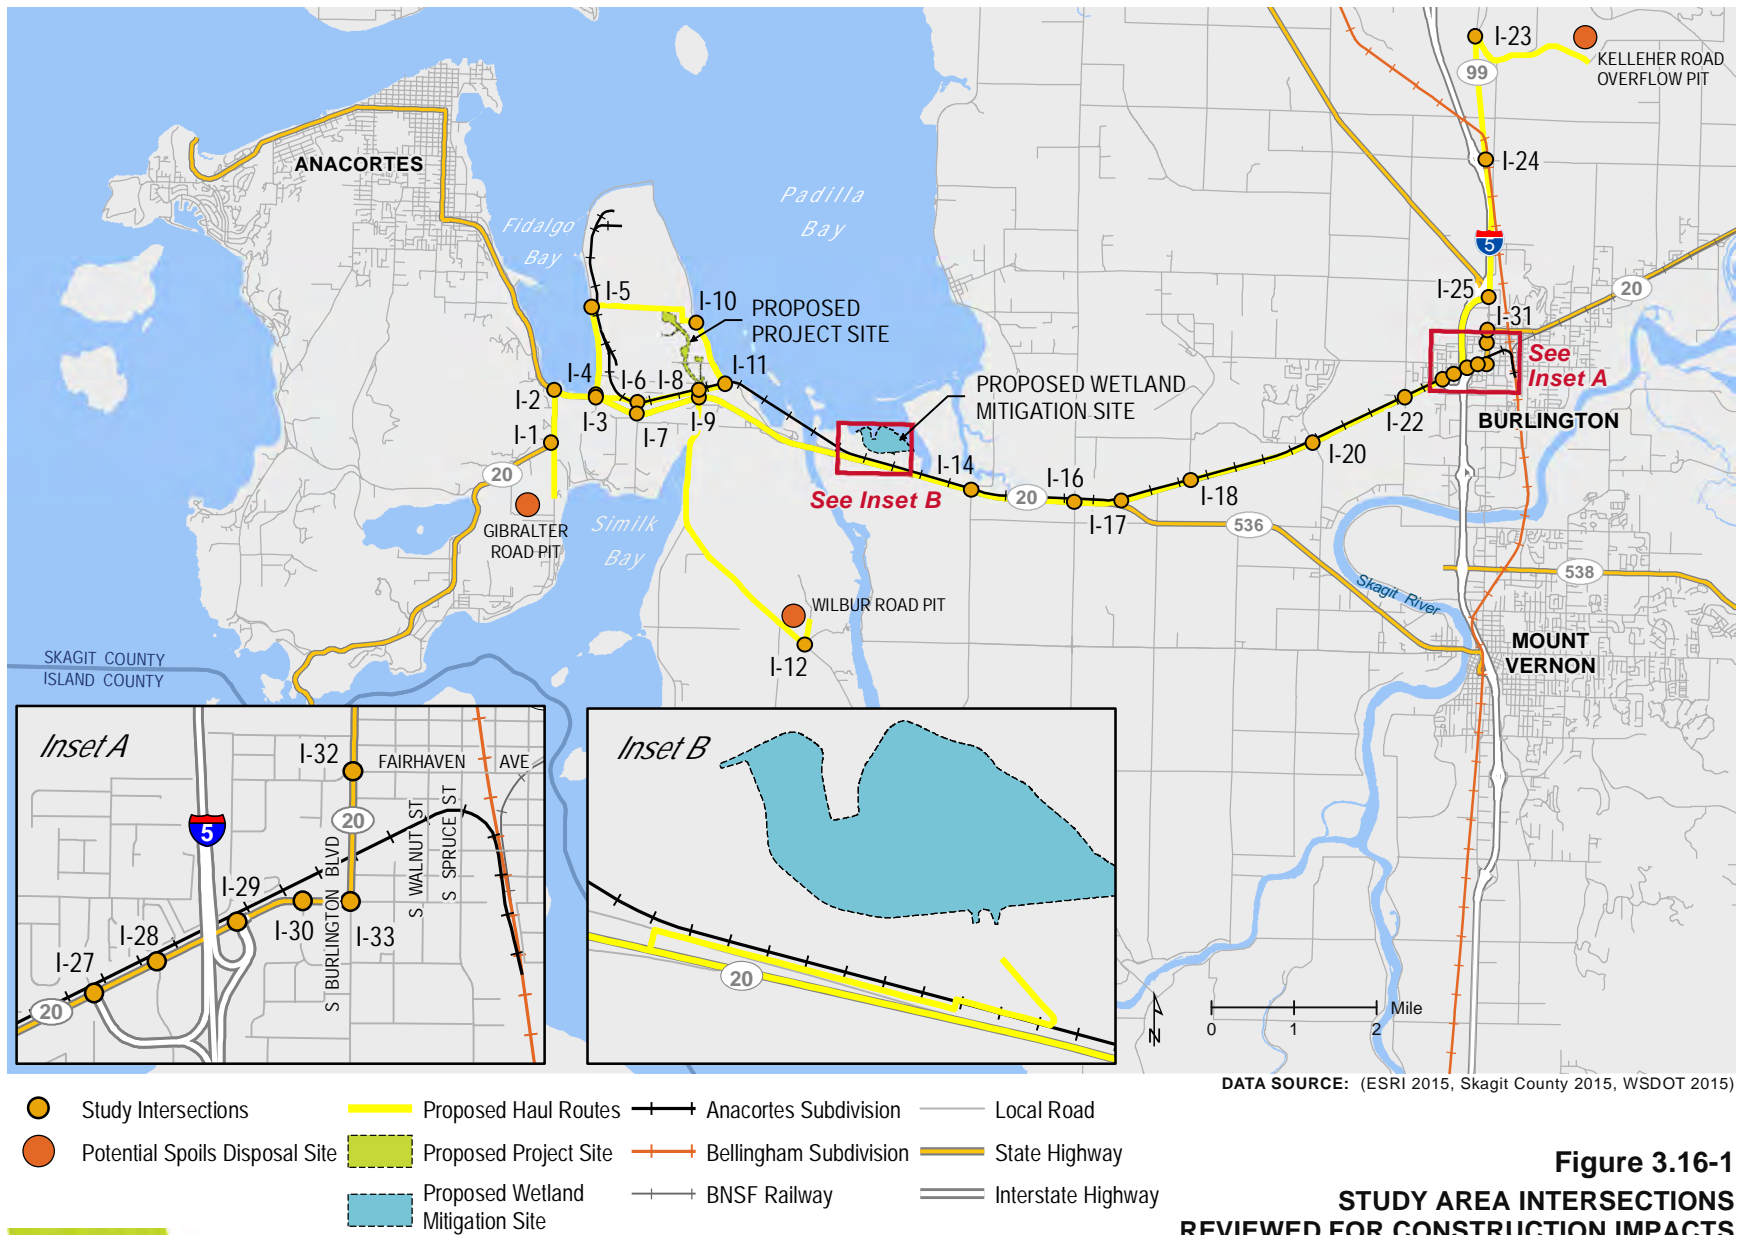 I-23
KELLEHER ROAD
OVERFLOW PIT
99
ANACORTES
I-24
Padilla
Bay
Fidalgo
Bay
5
I-5
I-10
PROPOSED
PROJECT SITE
I-25
20
I-31
See
Inset A
I-4
I-6
I-8
I-11
I-2
I-3
I-7
I-9
PROPOSED WETLAND
MITIGATION SITE
I-22
BURLINGTON
I-1
I-20
20
I-14
I-16
See Inset B
20
I-18
I-17
536
GIBRALTER
ROAD PIT
Similk
Bay
538
Skagit River
WILBUR ROAD PIT
I-12
MOUNT
VERNON
SKAGIT COUNTY
ISLAND COUNTY
Inset A
I-32
FAIRHAVEN AVE
20
5
S BURLINGTON BLVD
S WALNUT ST
S SPRUCE ST
I-29
I-30
I-33
I-28
I-27
20
Inset B
20
N
Mile
0 1 2
DATA SOURCE: (ESRI 2015, Skagit County 2015, WSDOT 2015)
Study Intersections
Potential Spoils Disposal Site
Proposed Haul Routes
Proposed Project Site
Proposed Wetland
Mitigation Site
Anacortes Subdivision
Bellingham Subdivision
BNSF Railway
Local Road
State Highway
Interstate Highway
Figure 3.16-1
STUDY AREA INTERSECTIONS
REVIEWED FOR CONSTRUCTION IMPACTS